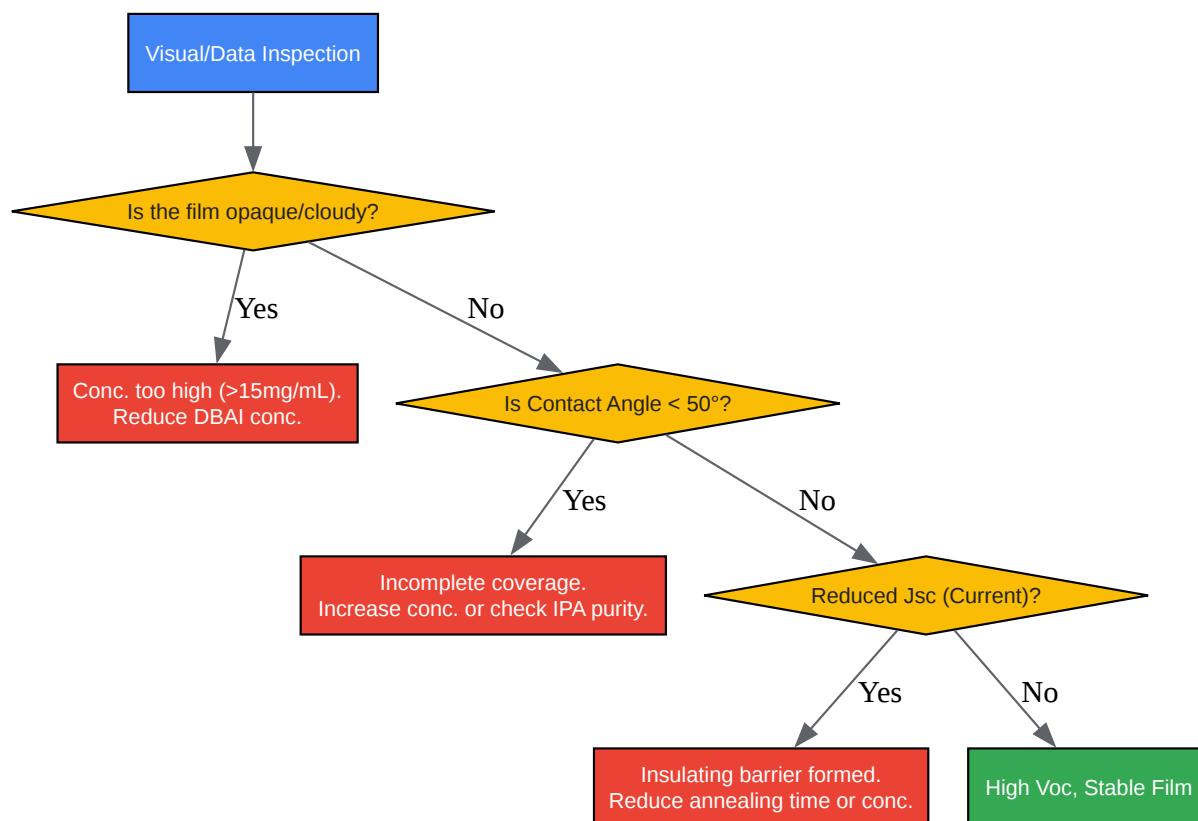 Visual/Data Inspection
Is the film opaque/cloudy?
Yes
No
Conc. too high (>15mg/mL).
Reduce DBAI conc.
Is Contact Angle < 50°?
Yes
No
Incomplete coverage.
Increase conc. or check IPA purity.
Reduced Jsc (Current)?
Yes
No
Insulating barrier formed.
Reduce annealing time or conc.
High Voc, Stable Film